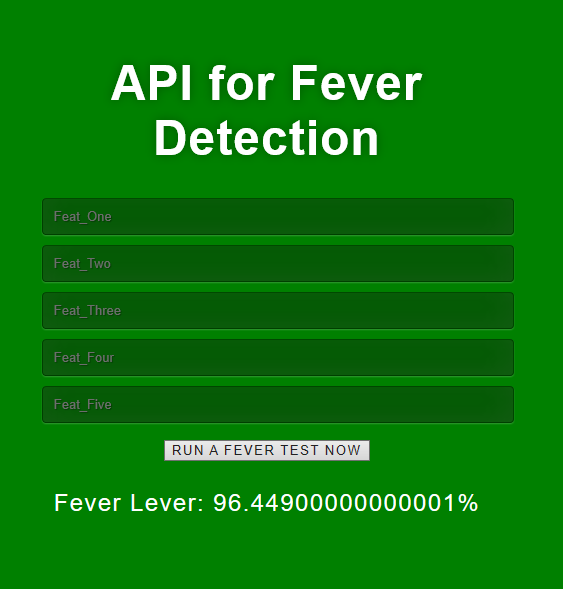 API for Fever
Detection
Feat_One
Feat_Two
Feat_Three
Feat_Four
Feat_Five
RUN A FEVER TEST NOW
Fever Lever: 96.44900000000001%